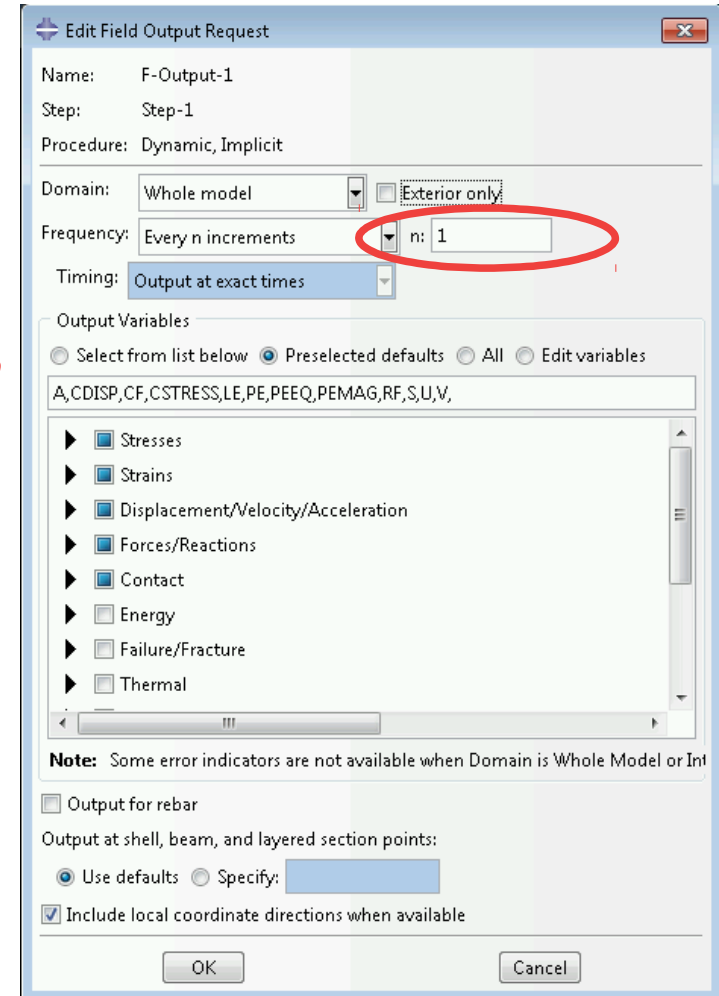 Edit Field Output Request
Name: F-Output-1
Step: Step-1
Procedure: Dynamic, Implicit
Domain: Whole model Exterior only
Frequency: Every n increments n: 1
Timing: Output at exact times
Output Variables
Select from list below Preselected defaults All Edit variables
A,CDISP,CF,CSTRESS,LE,PE,PEEQ,PEMAG,RF,S,U,V,
Stresses
Strains
Displacement/Velocity/Acceleration
Forces/Reactions
Contact
Energy
Failure/Fracture
Thermal
Note: Some error indicators are not available when Domain is Whole Model or Int
Output for rebar
Output at shell, beam, and layered section points:
Use defaults Specify:
Include local coordinate directions when available
OK Cancel